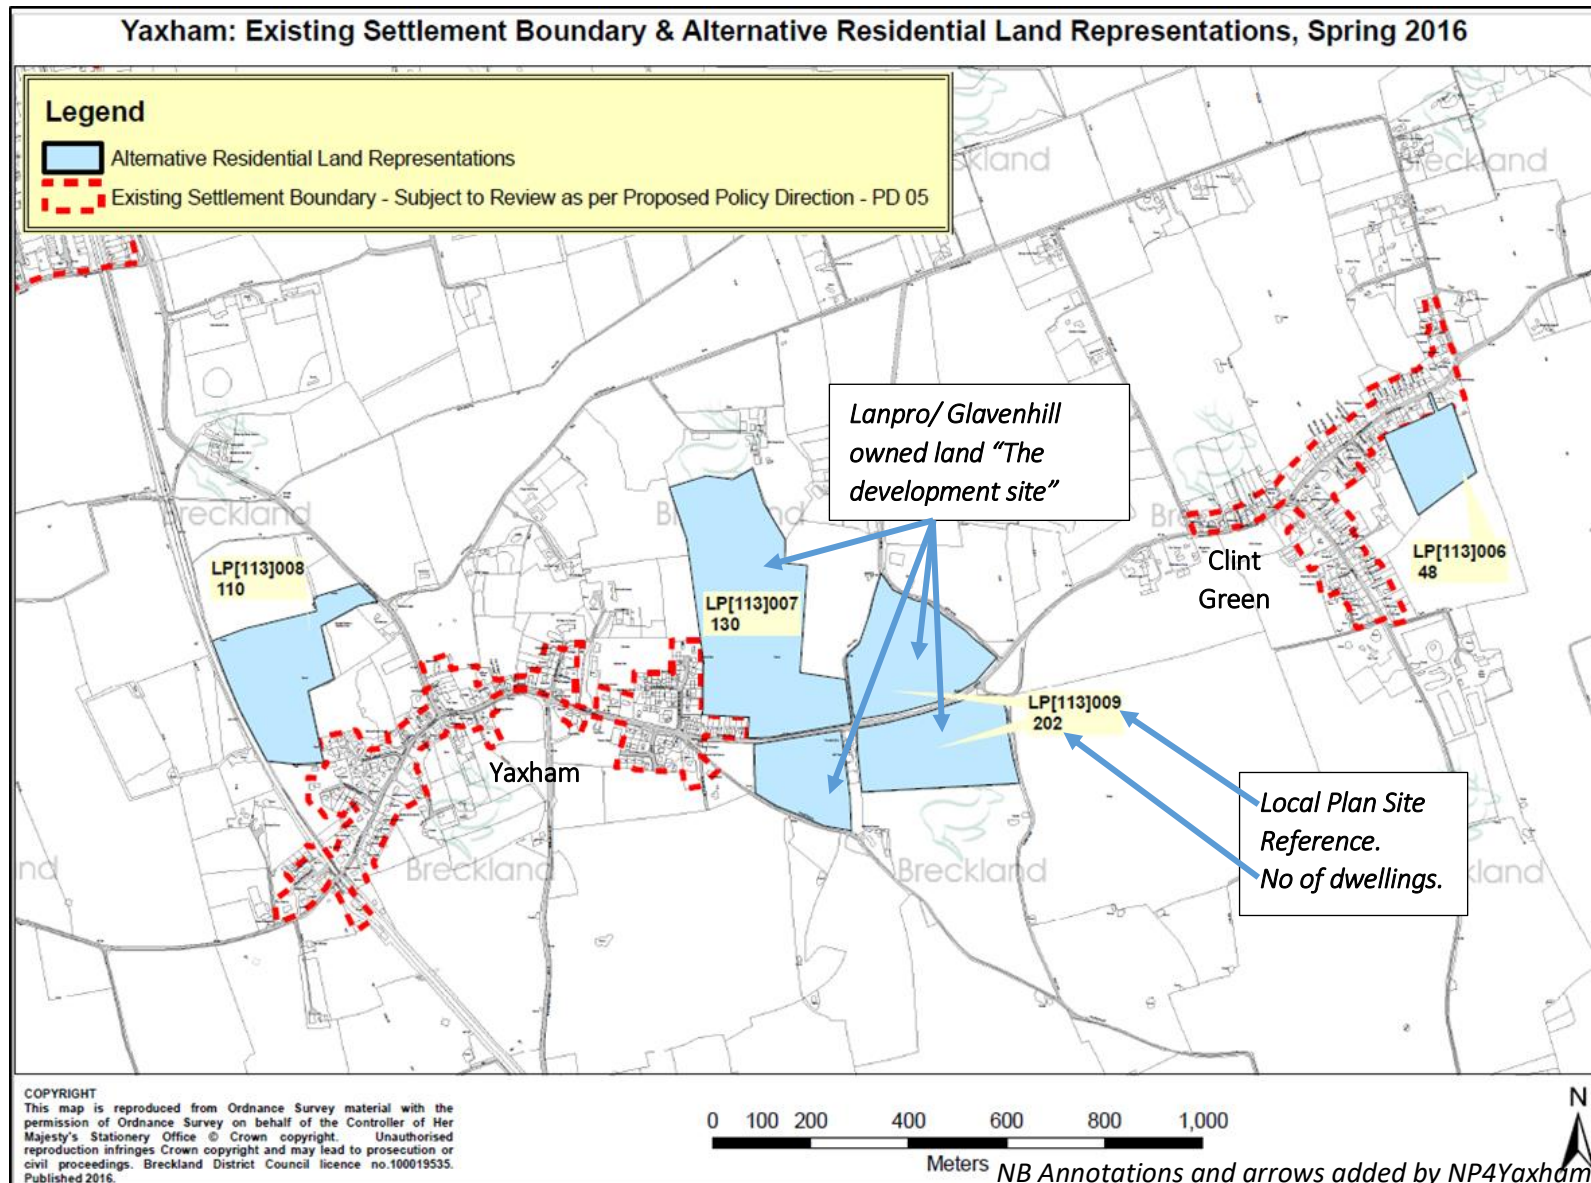 Yaxham: Existing Settlement Boundary & Alternative Residential Land Representations, Spring 2016
Legend
Alternative Residential Land Representations
Existing Settlement Boundary - Subject to Review as per Proposed Policy Direction - PD 05
Breckland
Breckland
Lanpro/ Glavenhill
owned land “The
development site”
reckland
LP[113]008
110
LP[113]007
130
Clint
Green
LP[113]006
48
LP[113]009
202
Yaxham
Local Plan Site
Reference.
No of dwellings.
nd
Breckland
Breckland
kland
COPYRIGHT
This map is reproduced from Ordnance Survey material with the
permission of Ordnance Survey on behalf of the Controller of Her
Majesty's Stationery Office © Crown copyright. Unauthorised
reproduction infringes Crown copyright and may lead to prosecution or
civil proceedings. Breckland District Council licence no.100019535.
Published 2016.
0 100 200 400 600 800 1,000
Meters
N
NB Annotations and arrows added by NP4Yaxham